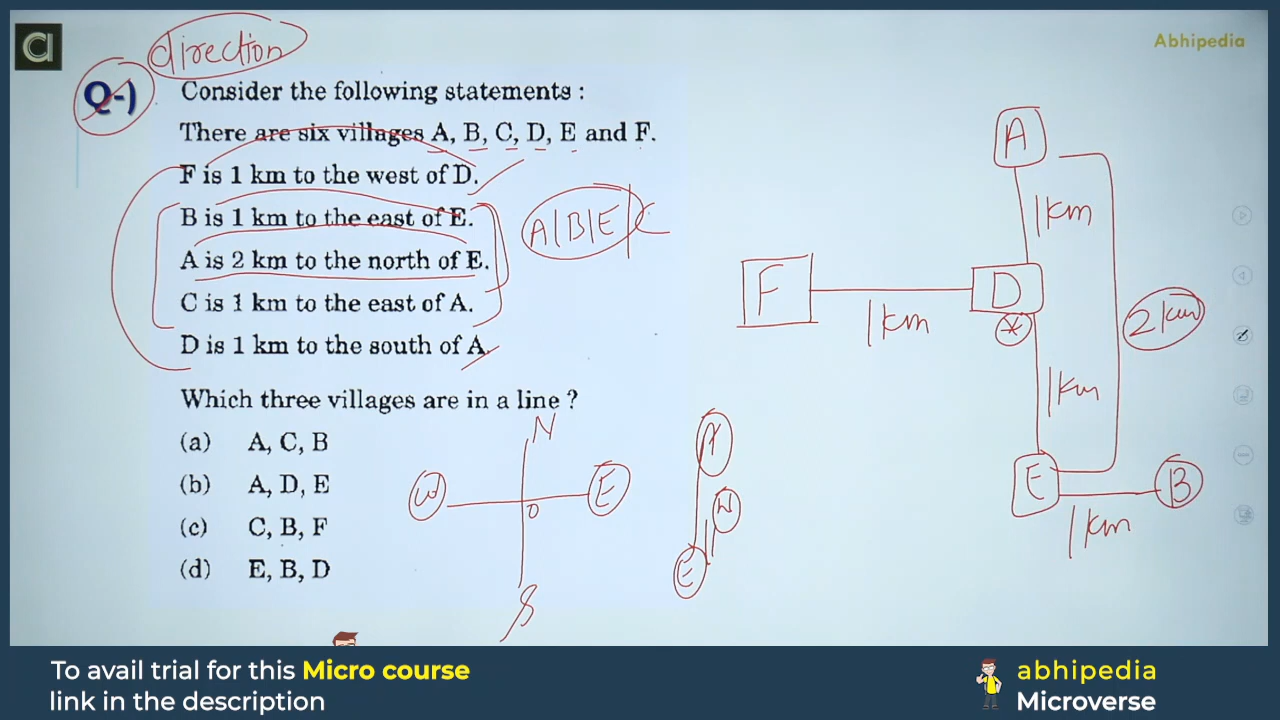 direction
Abhipedia
Q-)
Consider the following statements :
There are six villages A, B, C, D, E and F.
F is 1 km to the west of D.
B is 1 km to the east of E.
A is 2 km to the north of E.
C is 1 km to the east of A.
D is 1 km to the south of A.
Which three villages are in a line ?
(a) A, C, B
(b) A, D, E
(c) C, B, F
(d) E, B, D
A|B|E|C
N
W
E
O
S
A
E
A
1km
F
D
1km
2 km
1km
E
B
1km
To avail trial for this Micro course
link in the description
abhipedia
Microverse